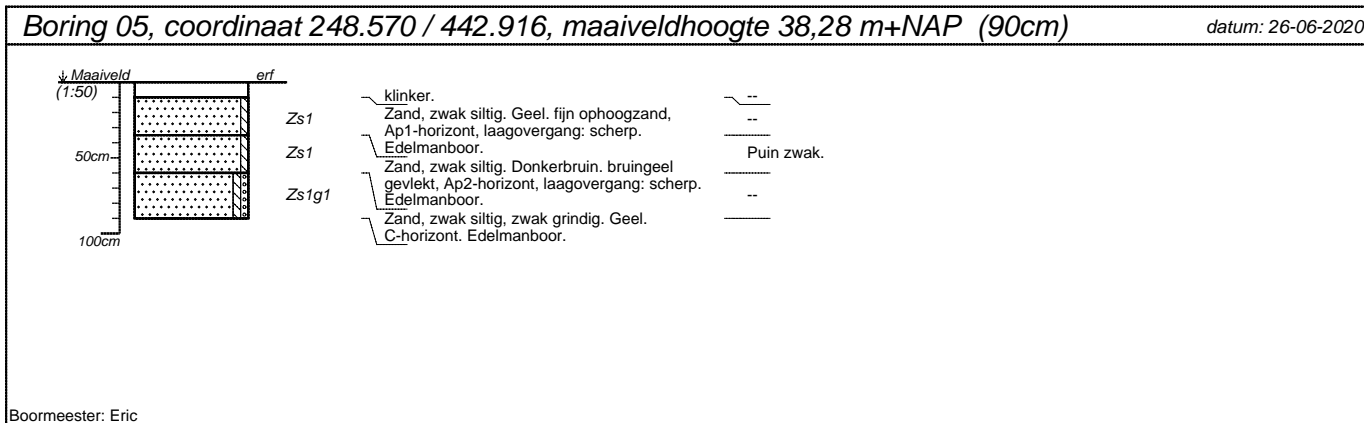 Boring 05, coordinaat 248.570 / 442.916, maaiveldhoogte 38,28 m+NAP (90cm)
datum: 26-06-2020
Maaiveld
erf
(1:50)
klinker.
--
Zs1
Zand, zwak siltig. Geel. fijn ophoogzand,
Ap1-horizont, laagovergang: scherp.
Edelmanboor.
--
50cm
Zs1
Zand, zwak siltig. Donkerbruin. bruingeel
gevlekt, Ap2-horizont, laagovergang: scherp.
Edelmanboor.
Puin zwak.
Zs1g1
Zand, zwak siltig, zwak grindig. Geel.
C-horizont. Edelmanboor.
--
100cm
Boormeester: Eric